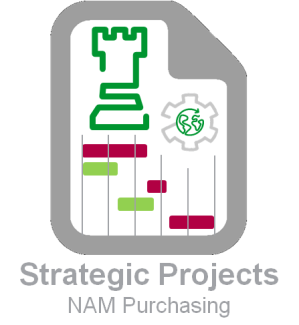 Strategic Projects
NAM Purchasing